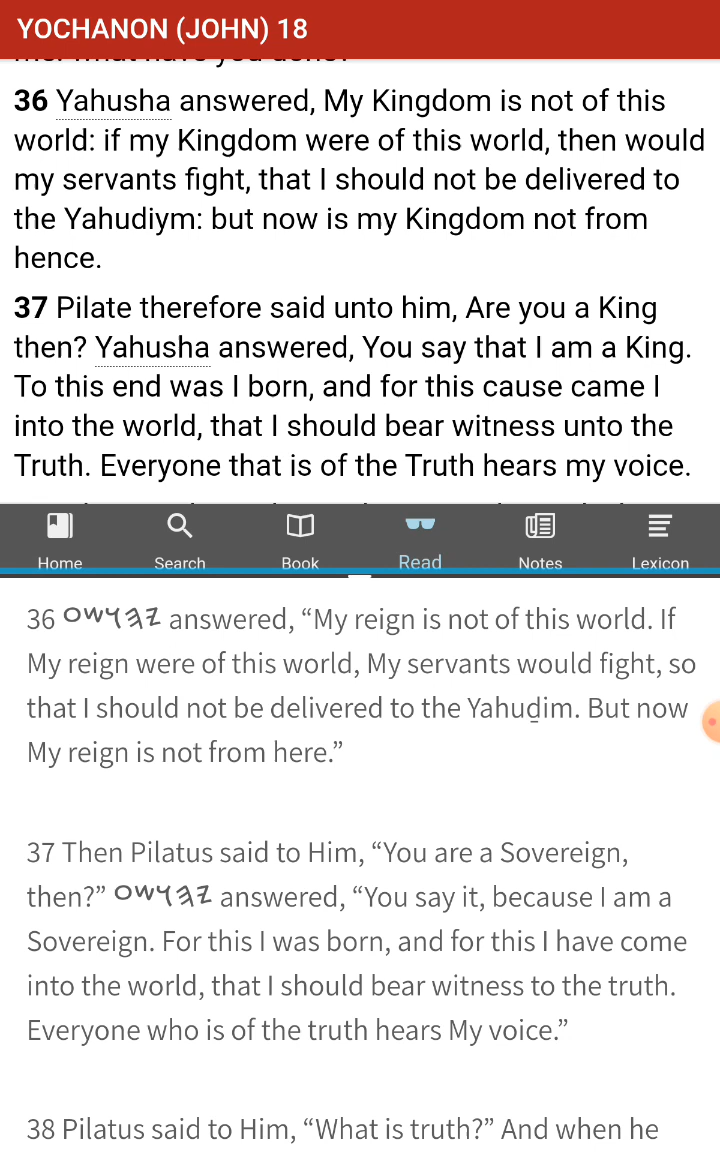 YOCHANON (JOHN) 18
36 Yahusha answered, My Kingdom is not of this
world: if my Kingdom were of this world, then would
my servants fight, that I should not be delivered to
the Yahudiym: but now is my Kingdom not from
hence.
37 Pilate therefore said unto him, Are you a King
then? Yahusha answered, You say that I am a King.
To this end was I born, and for this cause came I
into the world, that I should bear witness unto the
Truth. Everyone that is of the Truth hears my voice.
Home Search Book Read Notes Lexicon
36 𐤉𐤄𐤅𐤔𐤏 answered, “My reign is not of this world. If
My reign were of this world, My servants would fight, so
that I should not be delivered to the Yahuḏim. But now
My reign is not from here.”
37 Then Pilatus said to Him, “You are a Sovereign,
then?” 𐤉𐤄𐤅𐤔𐤏 answered, “You say it, because I am a
Sovereign. For this I was born, and for this I have come
into the world, that I should bear witness to the truth.
Everyone who is of the truth hears My voice.”
38 Pilatus said to Him, “What is truth?” And when he